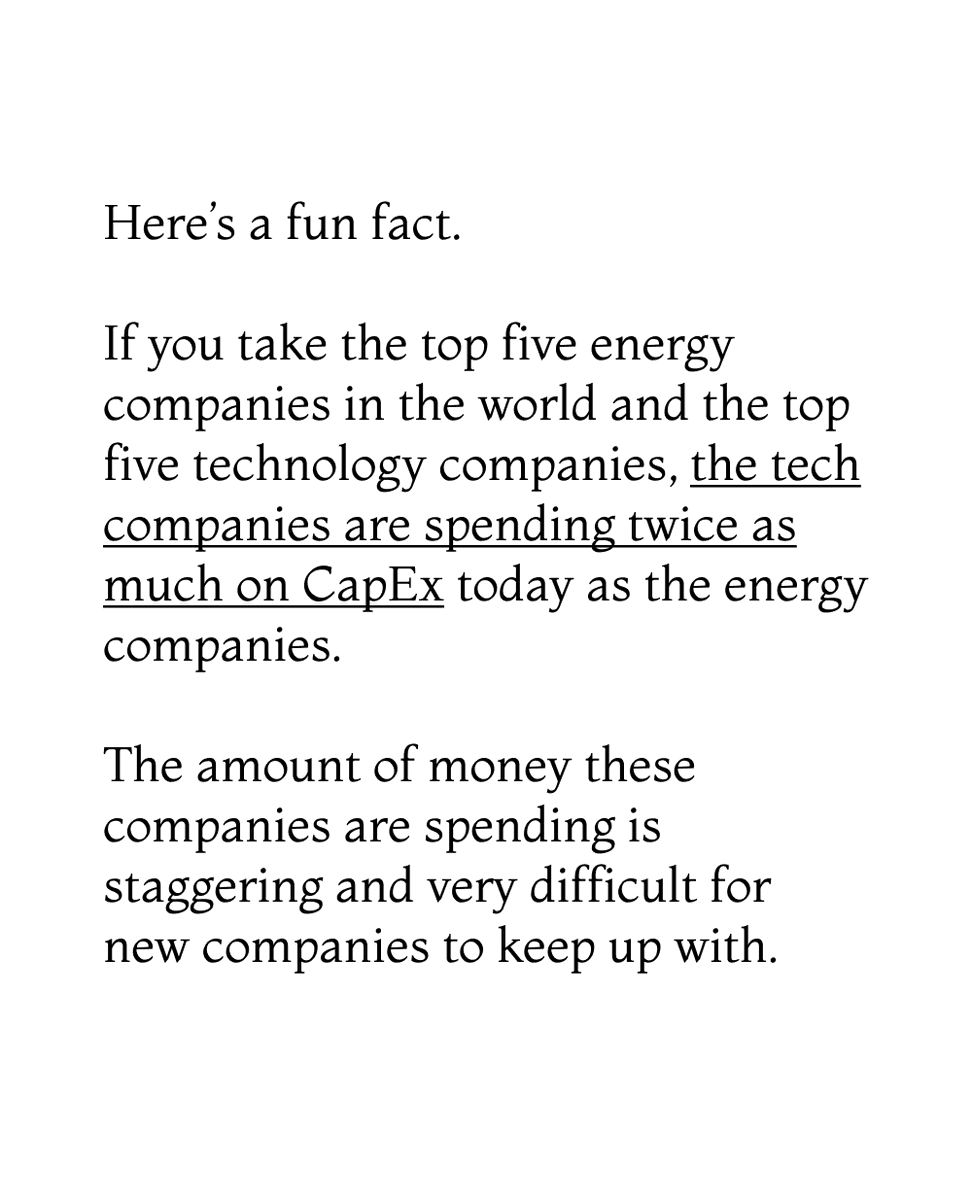 Here’s a fun fact.
If you take the top five energy
companies in the world and the top
five technology companies, the tech
companies are spending twice as
much on CapEx today as the energy
companies.
The amount of money these
companies are spending is
staggering and very difficult for
new companies to keep up with.